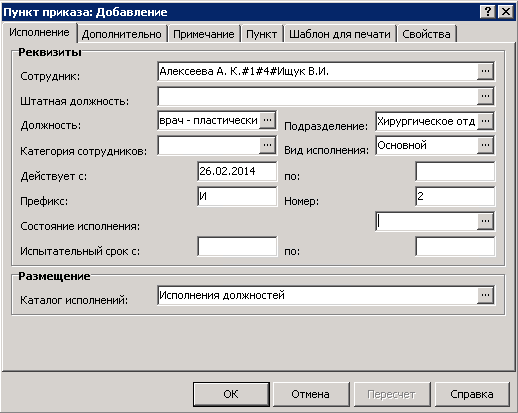 Пункт приказа: Добавление
Исполнение Дополнительно Примечание Пункт Шаблон для печати Свойства
Реквизиты
Сотрудник: Алексеева А. К.#1#4#Ищук В.И. ...
Штатная должность: ...
Должность: врач - пластически ... Подразделение: Хирургическое отд ...
Категория сотрудников: ... Вид исполнения: Основной ...
Действует с: 26.02.2014 по:
Префикс: И Номер: 2
Состояние исполнения: ...
Испытательный срок с: по:
Размещение
Каталог исполнений: Исполнения должностей ...
ОК Отмена Пересчет Справка